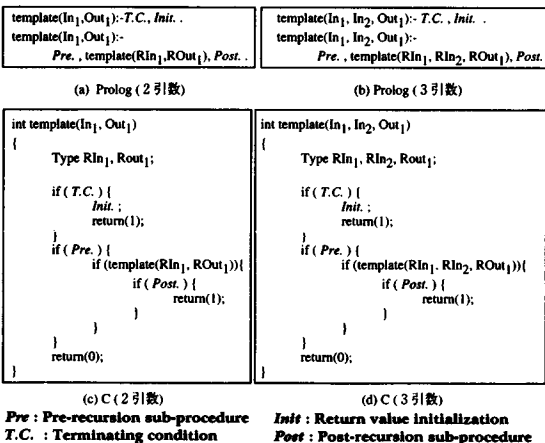 template(In1,Out1):-T.C., Init. .
template(In1,Out1):-
Pre. , template(RIn1,ROut1), Post. .
(a) Prolog ( 2 引数)
template(In1, In2, Out1):- T.C., Init. .
template(In1, In2, Out1):-
Pre. , template(RIn1, RIn2, ROut1), Post. .
(b) Prolog ( 3 引数)
int template(In1, Out1)
{
Type RIn1, Rout1;
if ( T.C. ) {
Init. ;
return(1);
}
if ( Pre. ) {
if (template(RIn1, ROut1)){
if ( Post. ) {
return(1);
}
}
}
return(0);
}
(c) C ( 2 引数)
int template(In1, In2, Out1)
{
Type RIn1, RIn2, Rout1;
if ( T.C. ) {
Init. ;
return(1);
}
if ( Pre. ) {
if (template(RIn1. RIn2, ROut1)){
if ( Post. ) {
return(1);
}
}
}
return(0);
}
(d) C ( 3 引数)
Pre : Pre-recursion sub-procedure
Init : Return value initialization
T.C. : Terminating condition
Post : Post-recursion sub-procedure